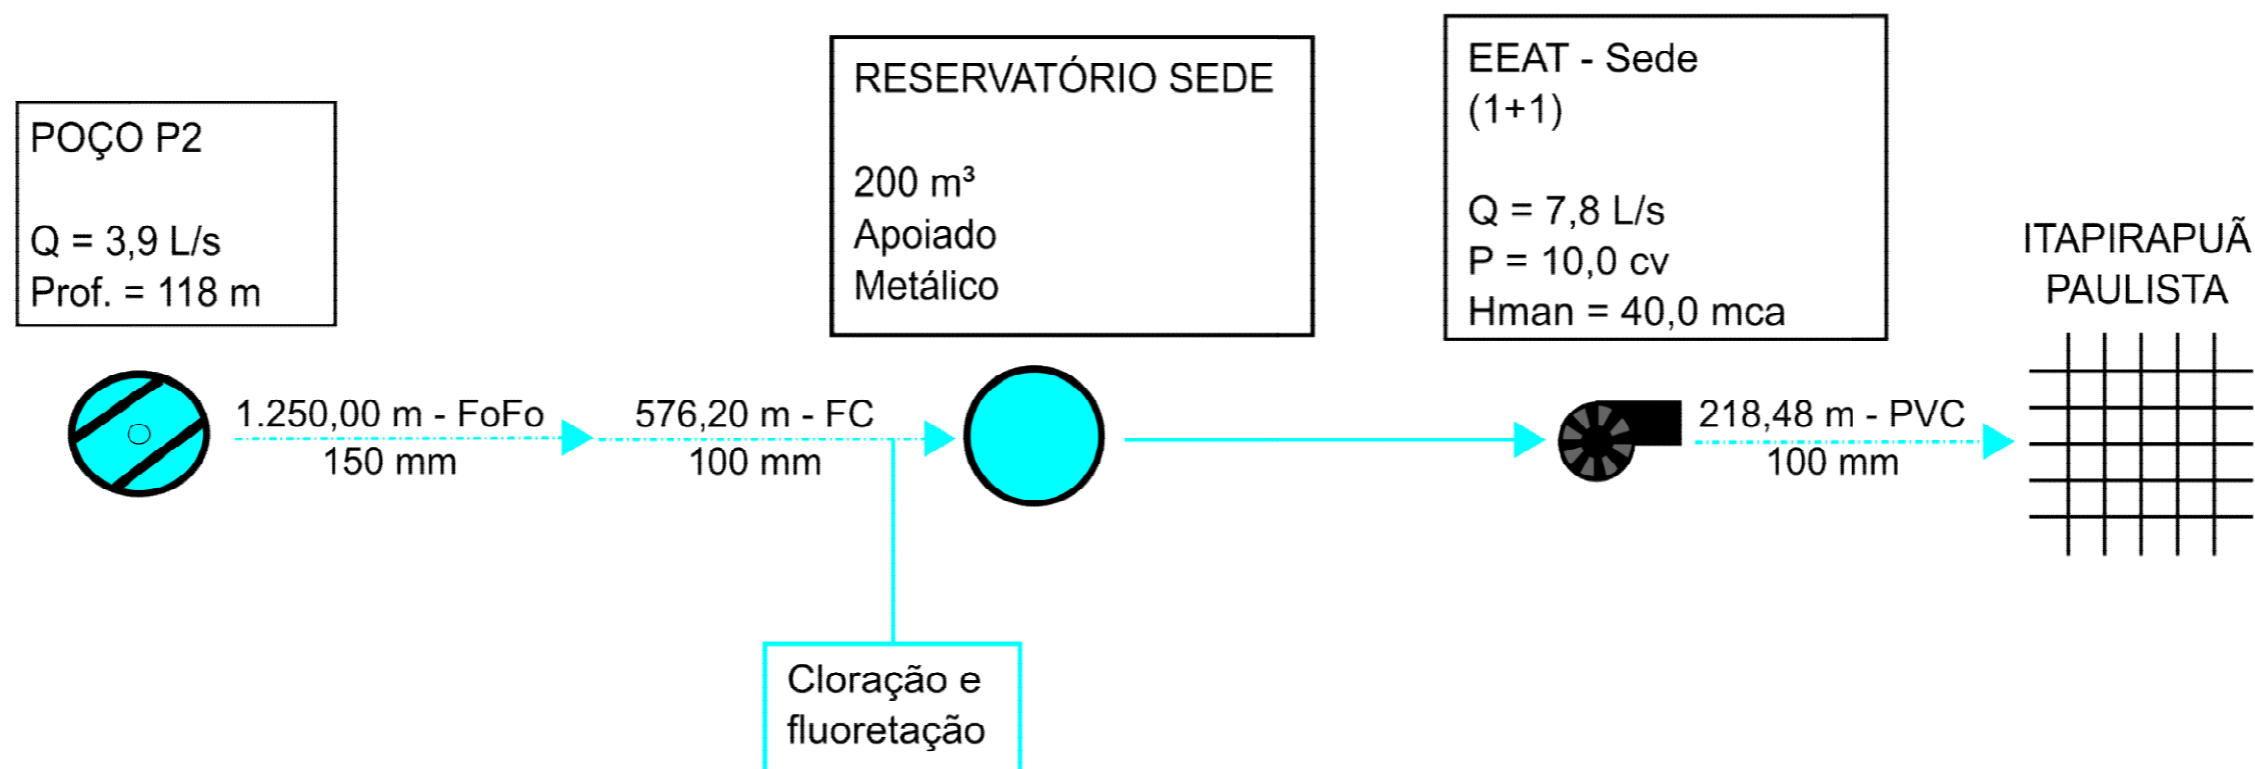 POÇO P2
Q = 3,9 L/s
Prof. = 118 m
RESERVATÓRIO SEDE
200 m³
Apoiado
Metálico
EEAT - Sede
(1+1)
Q = 7,8 L/s
P = 10,0 cv
Hman = 40,0 mca
ITAPIRAPUÃ
PAULISTA
1.250,00 m - FoFo
150 mm
576,20 m - FC
100 mm
218,48 m - PVC
100 mm
Cloração e
fluoretação